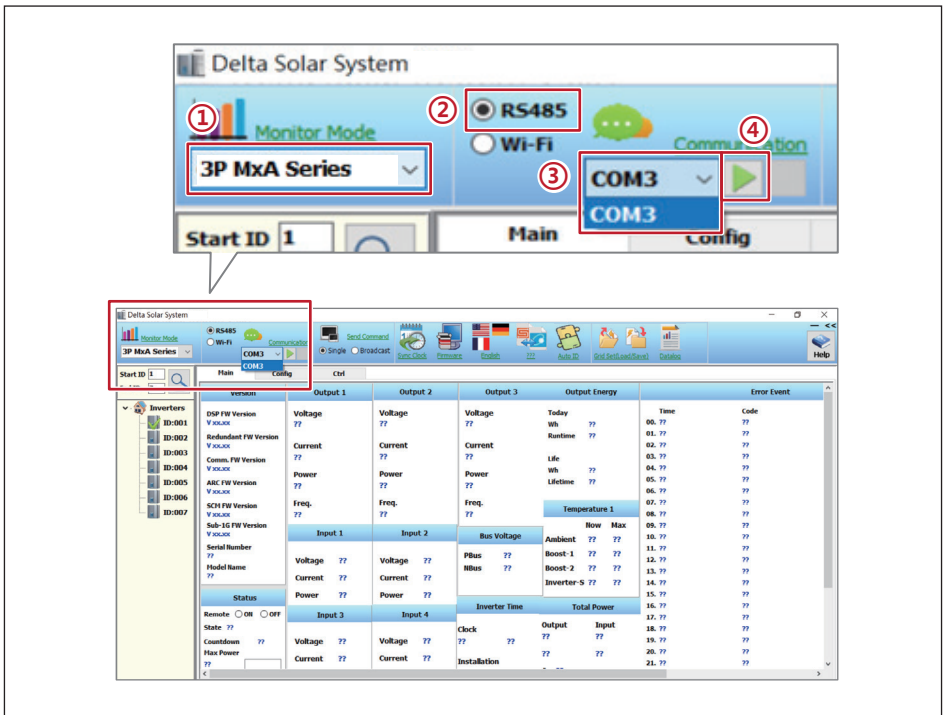 Delta Solar System
①
Monitor Mode
3P MxA Series
②
RS485
Wi-Fi
Communication
③
COM3
COM3
④
Start ID 1
Main
Config
Delta Solar System
Monitor Mode
3P MxA Series
RS485
Wi-Fi
COM3
COM3
Send Command
Single Broadcast
Sync Clock
Firmware
English
???
Auto ID
Grid Set(Load/Save)
Datalog
<<
Help
Start ID 1
Main Config Ctrl
Inverters
ID:001
ID:002
ID:003
ID:004
ID:005
ID:006
ID:007
Version
DSP FW Version
V xx.xx
Redundant FW Version
V xx.xx
Comm. FW Version
V xx.xx
ARC FW Version
V xx.xx
SCM FW Version
V xx.xx
Sub-1G FW Version
V xx.xx
Serial Number
??
Model Name
??
Status
Remote ON OFF
State ??
Countdown ??
Max Power
??
Output 1
Voltage
??
Current
??
Power
??
Freq.
??
Output 2
Voltage
??
Current
??
Power
??
Freq.
??
Output 3
Voltage
??
Current
??
Power
??
Freq.
??
Input 1
Voltage ??
Current ??
Power ??
Input 2
Voltage ??
Current ??
Power ??
Input 3
Voltage ??
Current ??
Input 4
Voltage ??
Current ??
Bus Voltage
PBus ??
NBus ??
Inverter Time
Clock
?? ??
Installation
Output Energy
Today
Wh ??
Runtime ??
Life
Wh ??
Lifetime ??
Temperature 1
Now Max
Ambient ?? ??
Boost-1 ?? ??
Boost-2 ?? ??
Inverter-S ?? ??
Total Power
Output Input
?? ??
?? ??
Error Event
Time Code
00. ?? ??
01. ?? ??
02. ?? ??
03. ?? ??
04. ?? ??
05. ?? ??
06. ?? ??
07. ?? ??
08. ?? ??
09. ?? ??
10. ?? ??
11. ?? ??
12. ?? ??
13. ?? ??
14. ?? ??
15. ?? ??
16. ?? ??
17. ?? ??
18. ?? ??
19. ?? ??
20. ?? ??
21. ?? ??